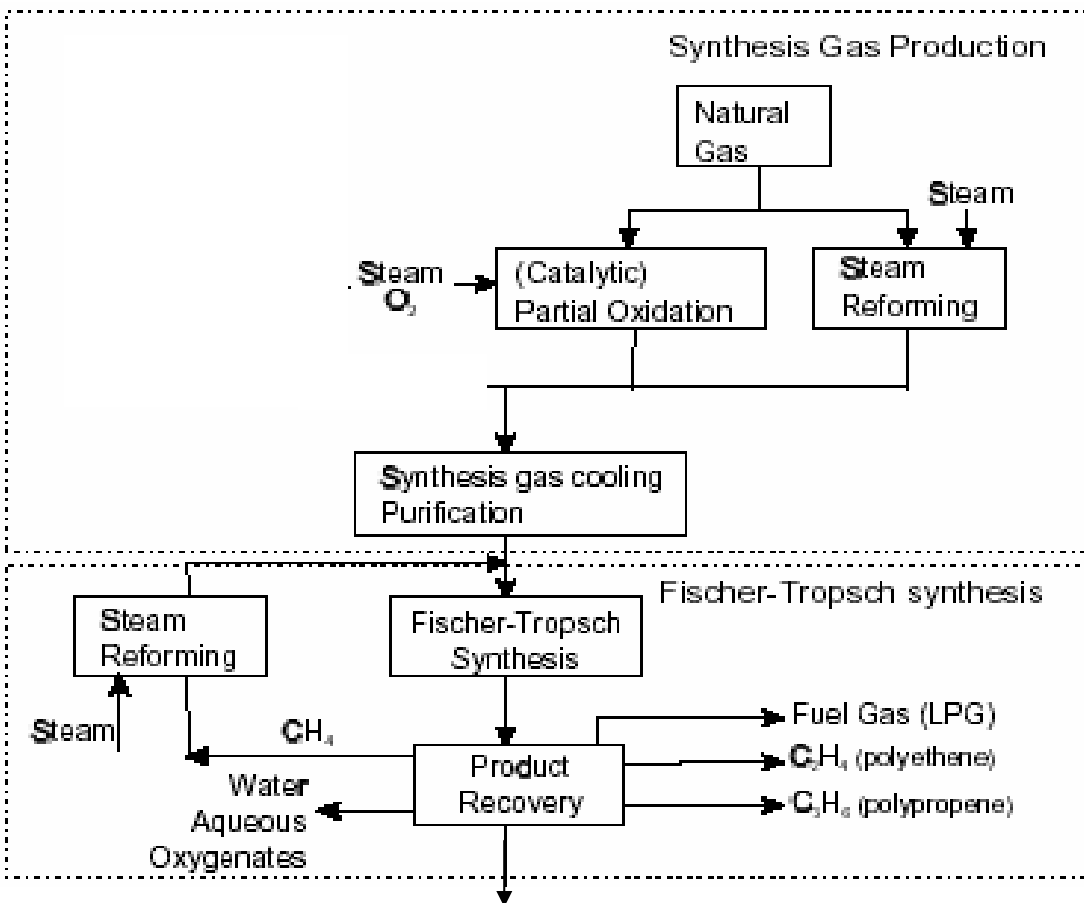 Synthesis Gas Production
Natural
Gas
Steam
Steam
O₂
(Catalytic)
Partial Oxidation
Steam
Reforming
Synthesis gas cooling
Purification
Fischer-Tropsch synthesis
Steam
Reforming
Fischer-Tropsch
Synthesis
Steam
CH₄
Product
Recovery
Fuel Gas (LPG)
C₂H₄ (polyethene)
C₃H₆ (polypropene)
Water
Aqueous
Oxygenates